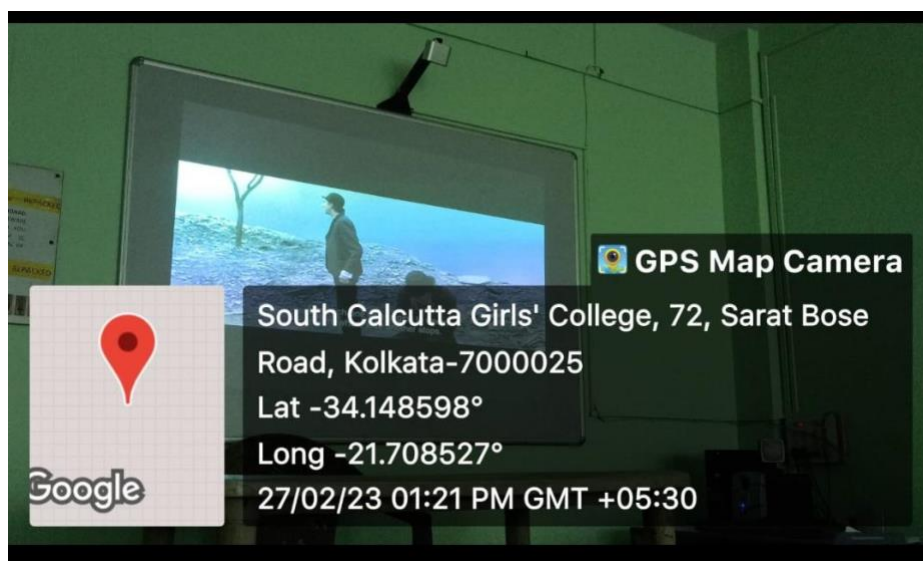 GPS Map Camera
South Calcutta Girls' College, 72, Sarat Bose
Road, Kolkata-7000025
Lat -34.148598°
Long -21.708527°
27/02/23 01:21 PM GMT +05:30
Google